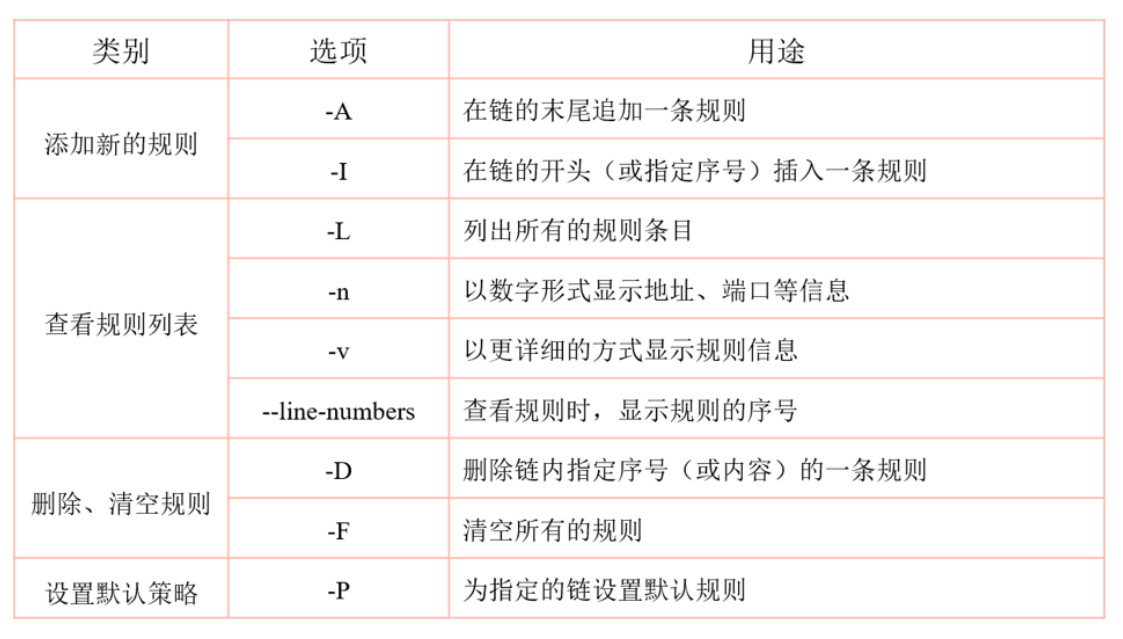 类别 选项 用途
添加新的规则 -A 在链的末尾追加一条规则
-I 在链的开头（或指定序号）插入一条规则
查看规则列表 -L 列出所有的规则条目
-n 以数字形式显示地址、端口等信息
-v 以更详细的方式显示规则信息
--line-numbers 查看规则时，显示规则的序号
删除、清空规则 -D 删除链内指定序号（或内容）的一条规则
-F 清空所有的规则
设置默认策略 -P 为指定的链设置默认规则